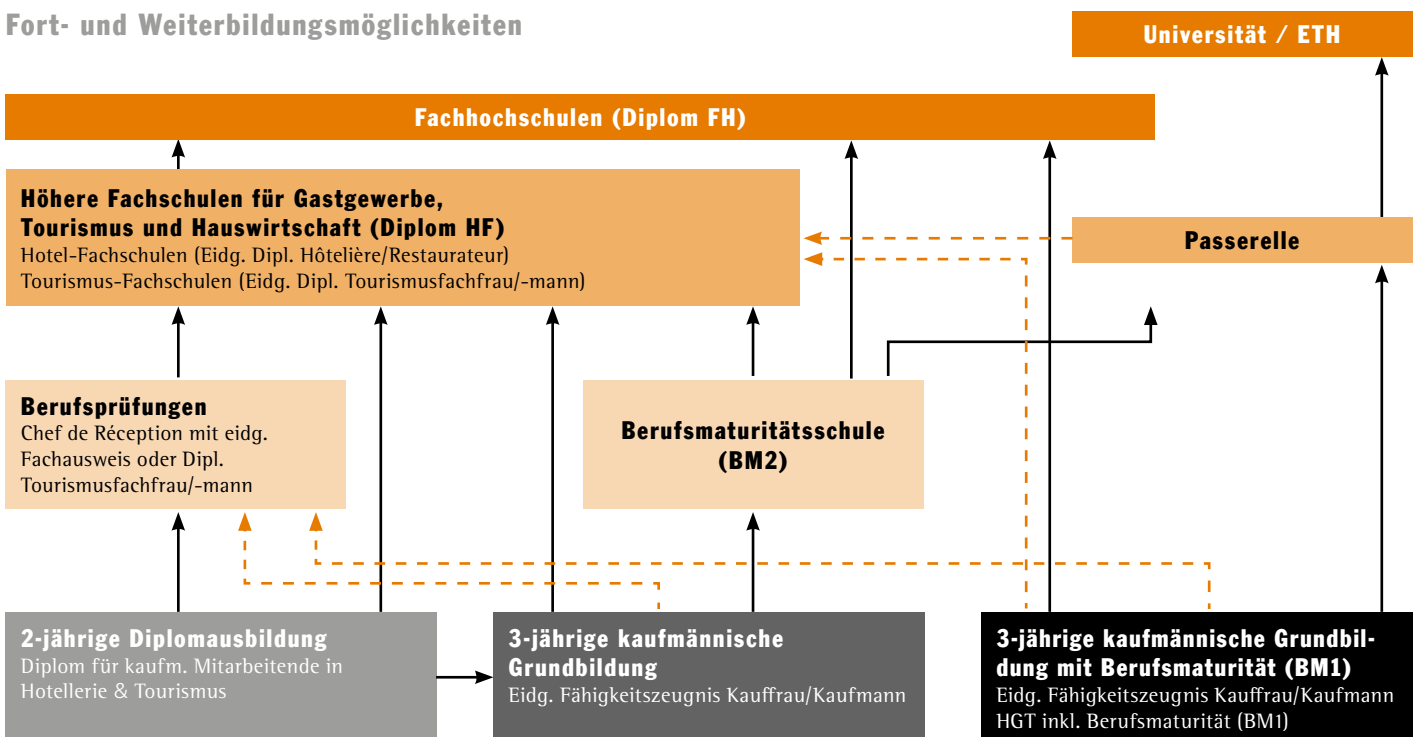 Fort- und Weiterbildungsmöglichkeiten
Universität / ETH
Fachhochschulen (Diplom FH)
Höhere Fachschulen für Gastgewerbe,
Tourismus und Hauswirtschaft (Diplom HF)
Hotel-Fachschulen (Eidg. Dipl. Hôtelière/Restaurateur)
Tourismus-Fachschulen (Eidg. Dipl. Tourismusfachfrau/-mann)
Passerelle
Berufsprüfungen
Chef de Réception mit eidg.
Fachausweis oder Dipl.
Tourismusfachfrau/-mann
Berufsmaturitätsschule
(BM2)
2-jährige Diplomausbildung
Diplom für kaufm. Mitarbeitende in
Hotellerie & Tourismus
3-jährige kaufmännische
Grundbildung
Eidg. Fähigkeitszeugnis Kauffrau/Kaufmann
3-jährige kaufmännische Grundbil-
dung mit Berufsmaturität (BM1)
Eidg. Fähigkeitszeugnis Kauffrau/Kaufmann
HGT inkl. Berufsmaturität (BM1)